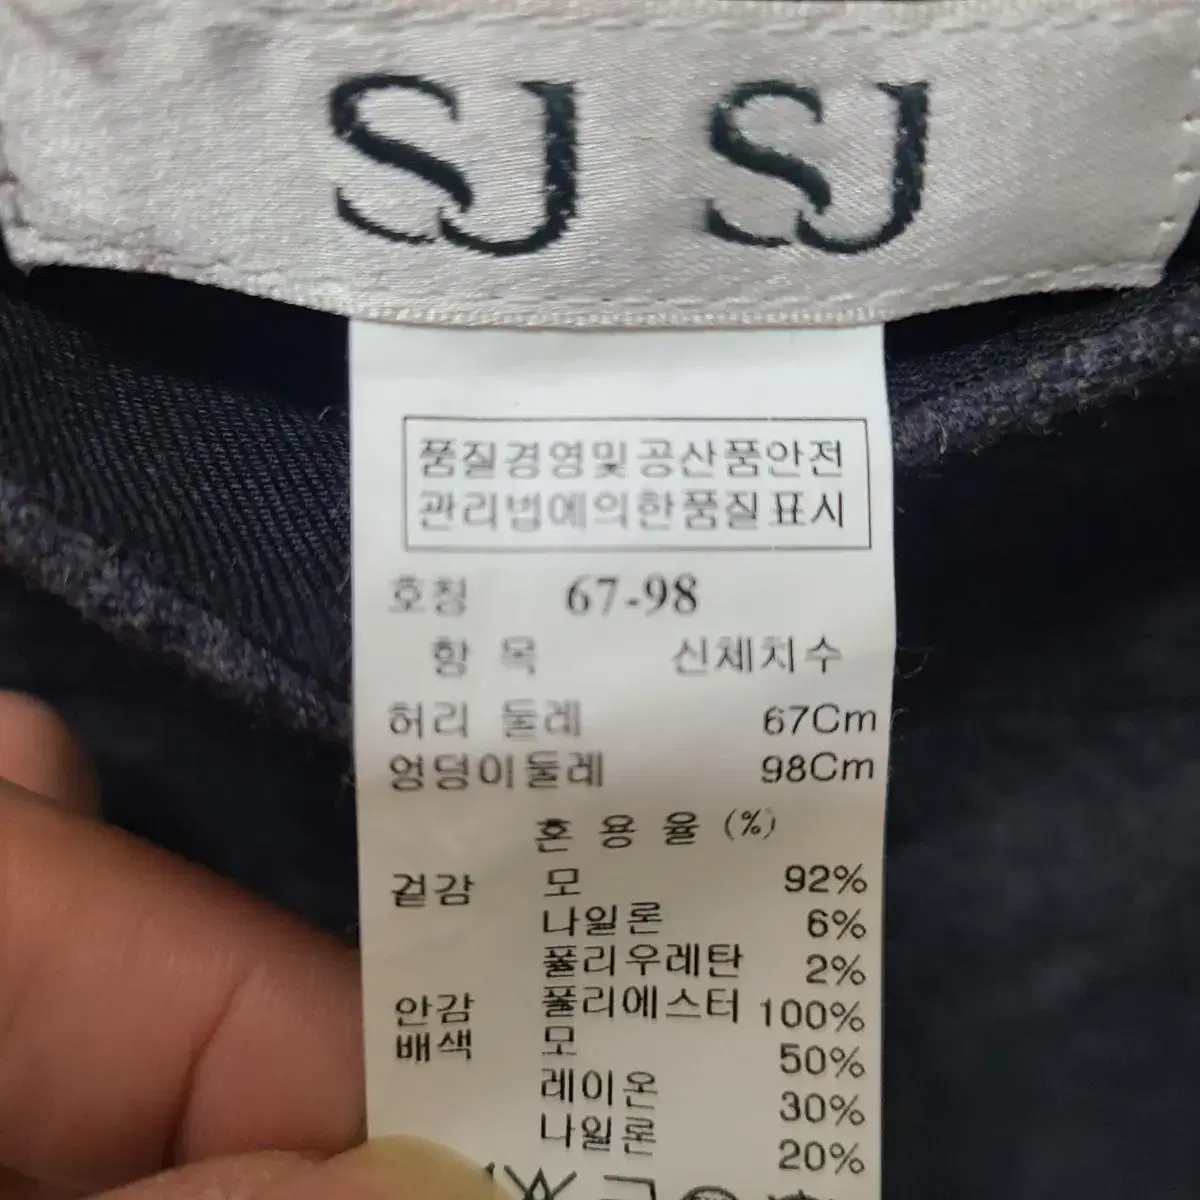 SJ SJ
품질경영및공산품안전
관리법에의한품질표시
호칭 67-98
항 목 신체치수
허리 둘레 67Cm
엉덩이둘레 98Cm
혼 용 율 (%)
겉감 모 92%
나일론 6%
폴리우레탄 2%
안감 폴리에스터 100%
배색 모 50%
레이온 30%
나일론 20%